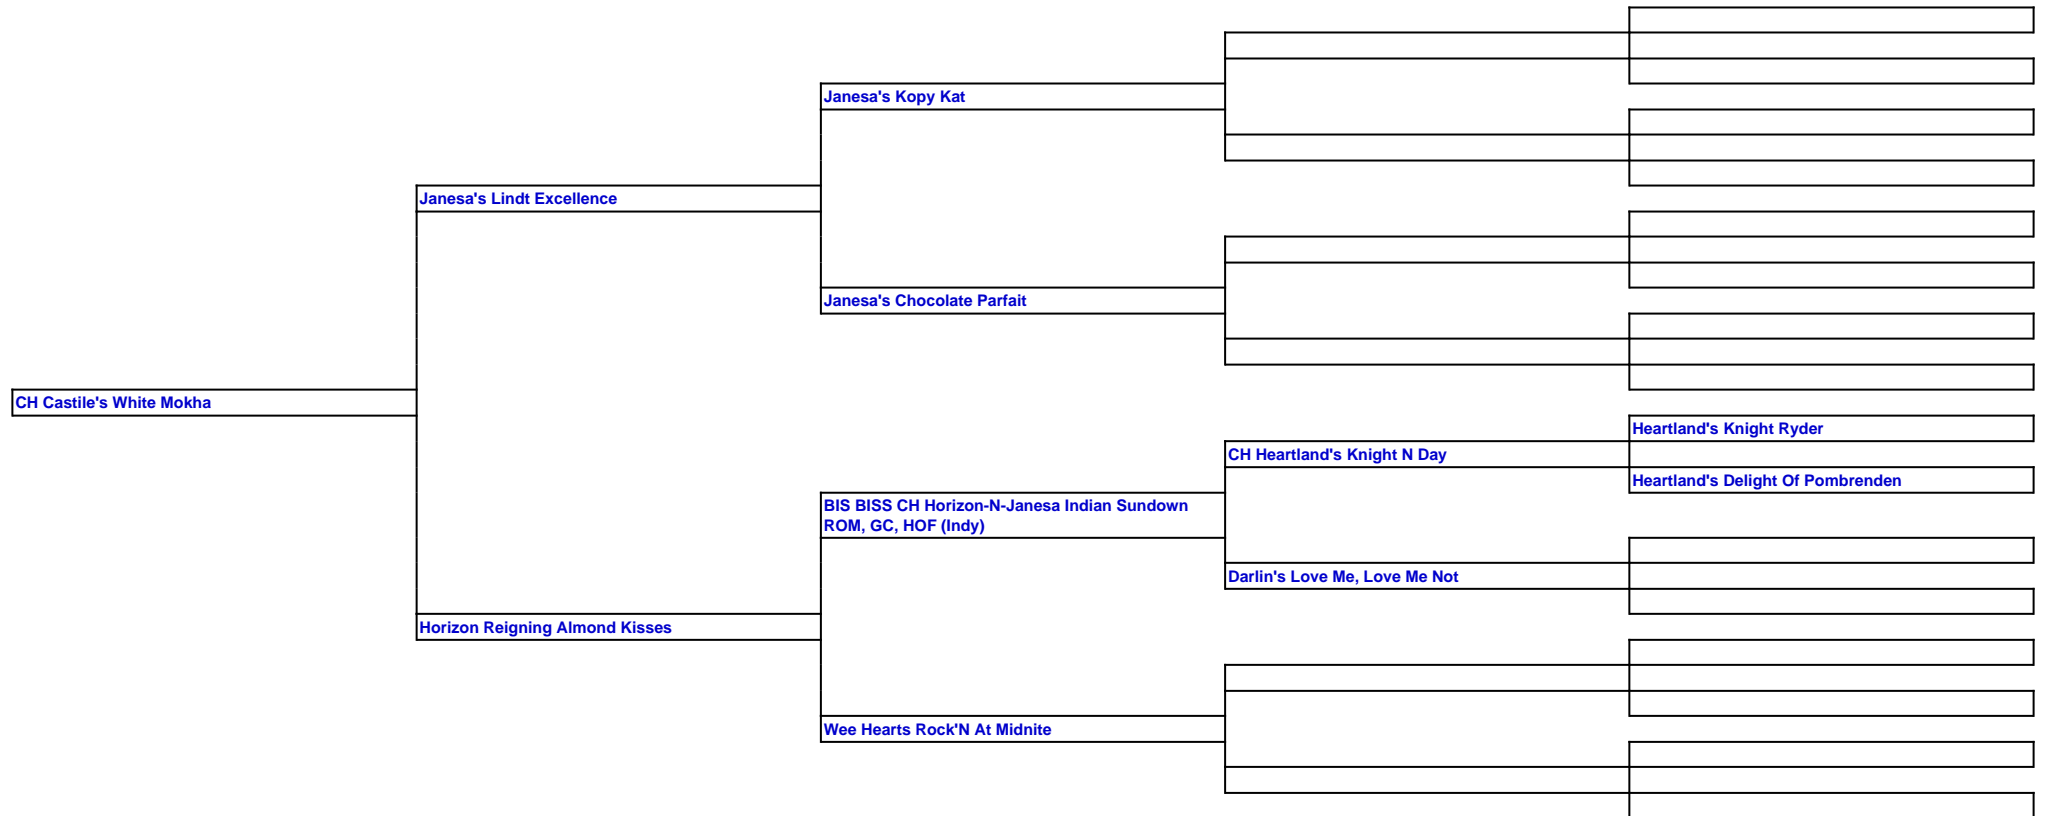 Janesa's Kopy Kat
Janesa's Lindt Excellence
Janesa's Chocolate Parfait
CH Castile's White Mokha
Heartland's Knight Ryder
CH Heartland's Knight N Day
Heartland's Delight Of Pombrenden
BIS BISS CH Horizon-N-Janesa Indian Sundown
ROM, GC, HOF (Indy)
Darlin's Love Me, Love Me Not
Horizon Reigning Almond Kisses
Wee Hearts Rock'N At Midnite